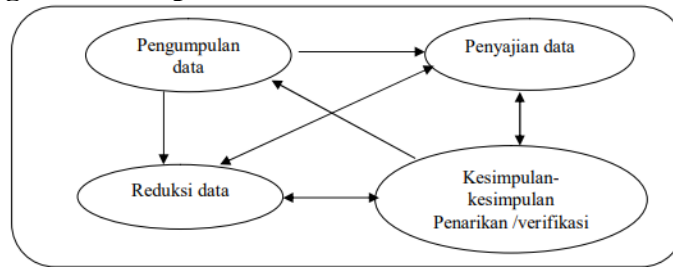 Pengumpulan
data
Penyajian data
Reduksi data
Kesimpulan-
kesimpulan
Penarikan /verifikasi